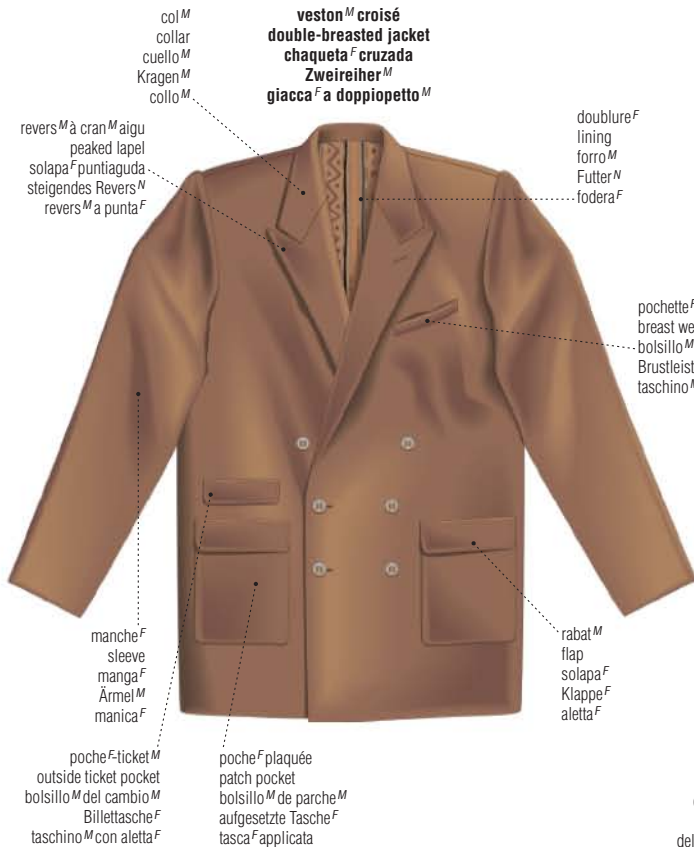 col M
collar
cuello M
Kragen M
collo M
veston M croisé
double-breasted jacket
chaqueta F cruzada
Zweireiher M
giacca F a doppiopetto M
revers M à cran M aigu
peaked lapel
solapa F puntiaguda
steigendes Revers N
revers M a punta F
doublure F
lining
forro M
Futter N
fodera F
pochette F
breast
bolsillo M
taschino M
manche F
sleeve
manga F
Ärmel M
manica F
rabat M
flap
solapa F
Klappe F
aletta F
poche F-ticket M
outside ticket pocket
bolsillo M del cambio M
Billettasche F
taschino M con aletta F
poche F plaquée
patch pocket
bolsillo M de parche M
aufgesetzte Tasche F
tasca F applicata